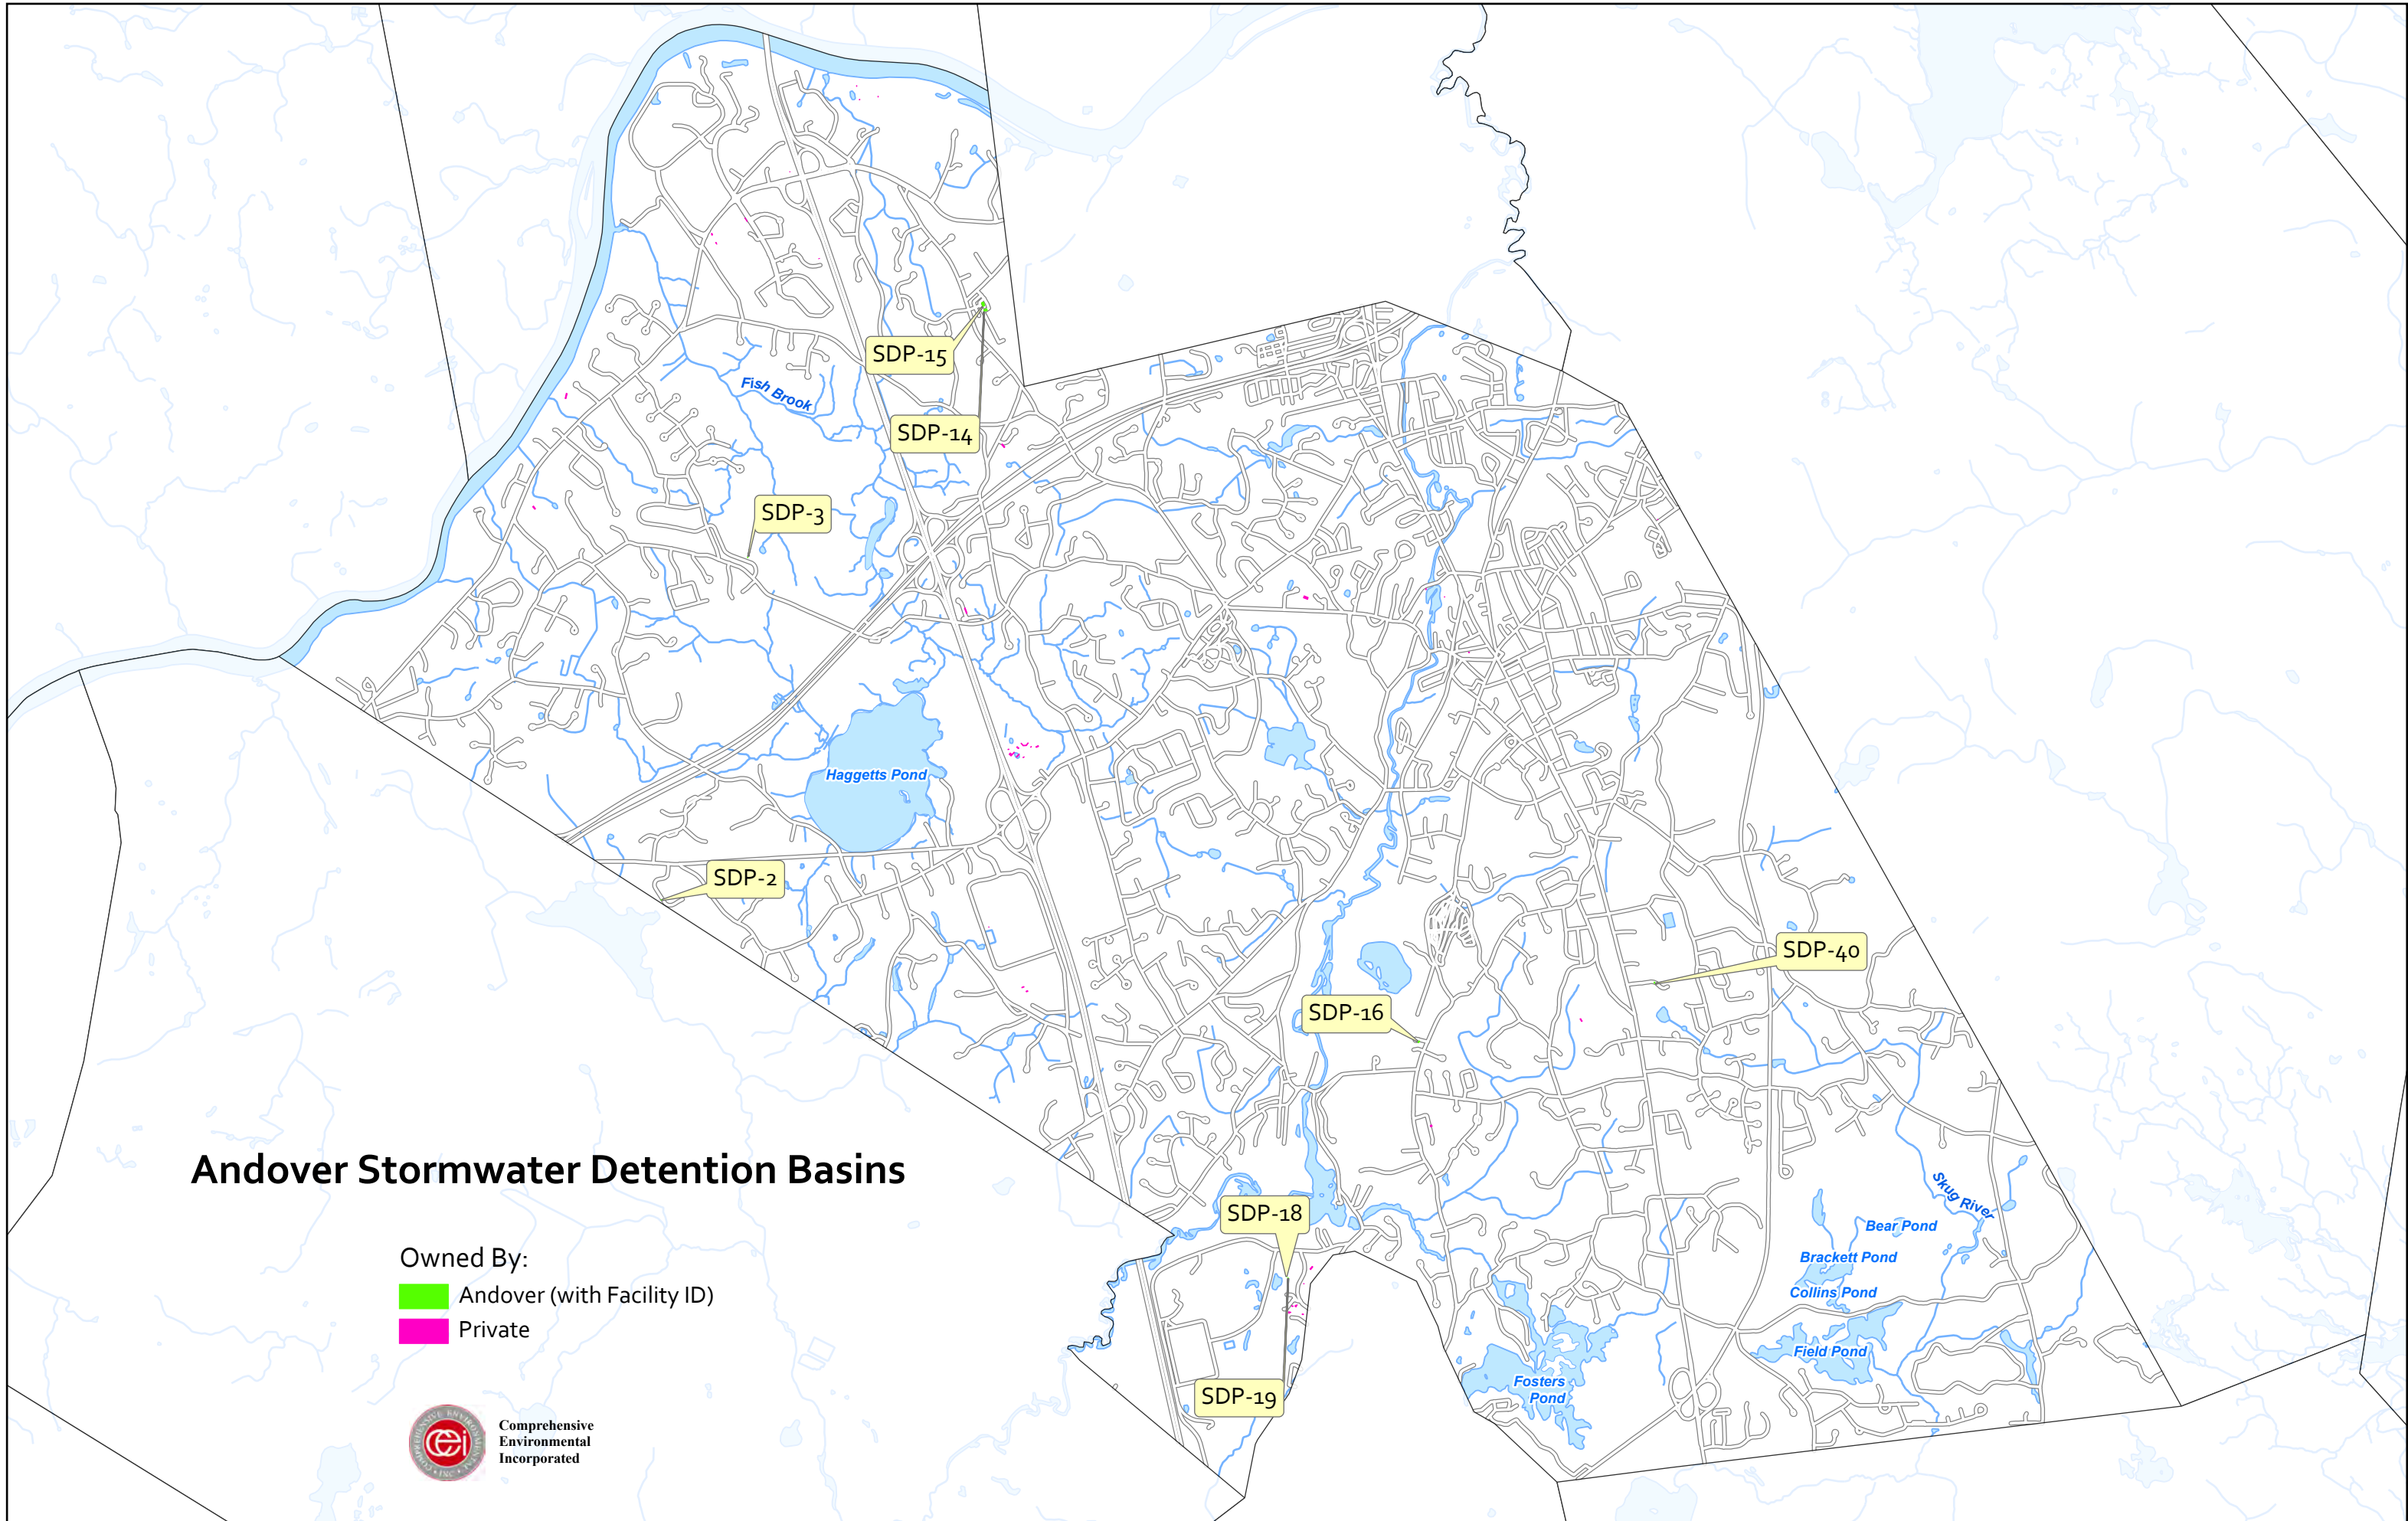 SDP-15
Fish Brook
SDP-14
SDP-3
Haggetts Pond
SDP-2
SDP-40
SDP-16
Andover Stormwater Detention Basins
SDP-18
Skug River
Bear Pond
Brackett Pond
Collins Pond
Owned By:
Andover (with Facility ID)
Private
Field Pond
Fosters
Pond
SDP-19
cei
Comprehensive
Environmental
Incorporated